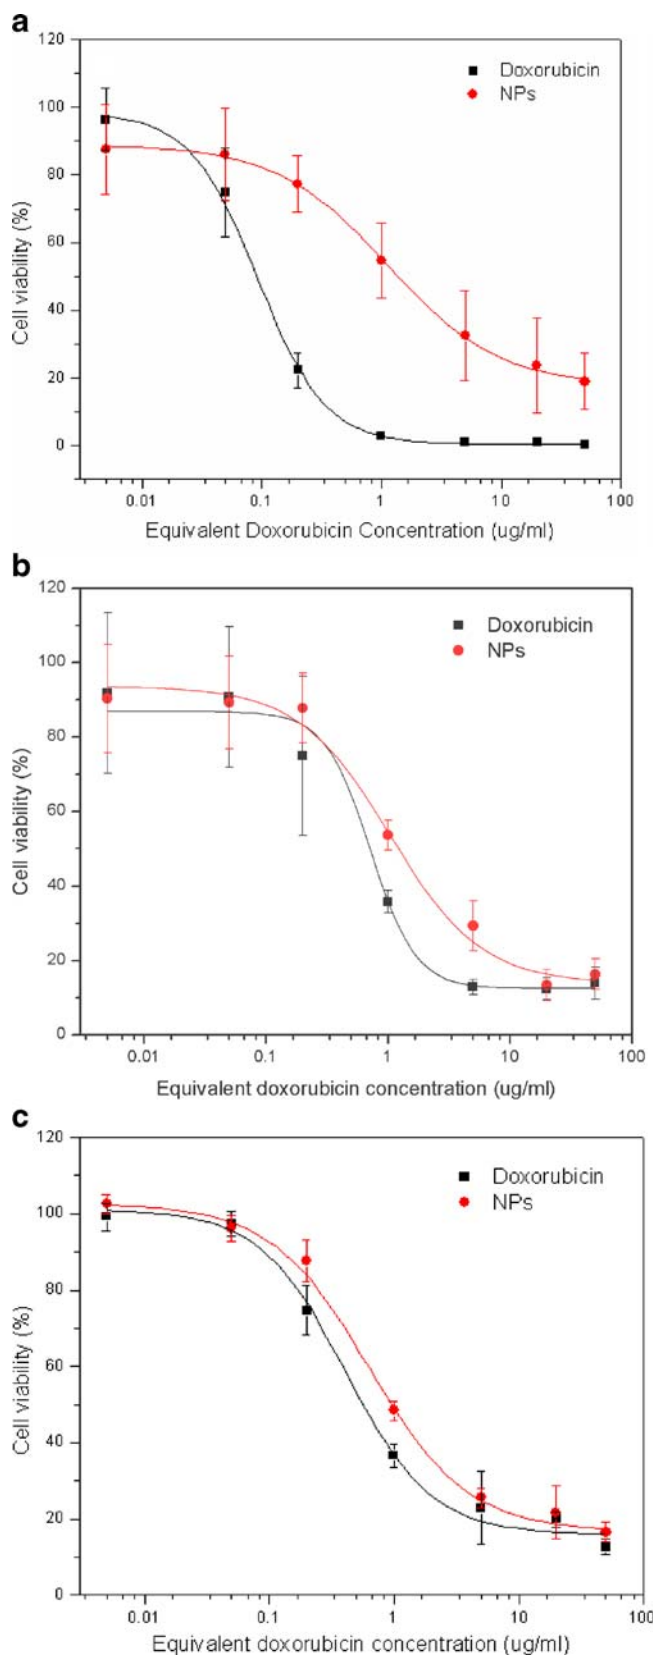 a
120
Doxorubicin
NPs
100
80
60
40
20
0
Cell viability (%)
0.01 0.1 1 10 100
Equivalent Doxorubicin Concentration (ug/ml)
b
120
Doxorubicin
NPs
100
80
60
40
20
0
Cell viability (%)
0.01 0.1 1 10 100
Equivalent doxorubicin concentration (ug/ml)
c
120
Doxorubicin
NPs
100
80
60
40
20
0
Cell viability (%)
0.01 0.1 1 10 100
Equivalent doxorubicin concentration (ug/ml)